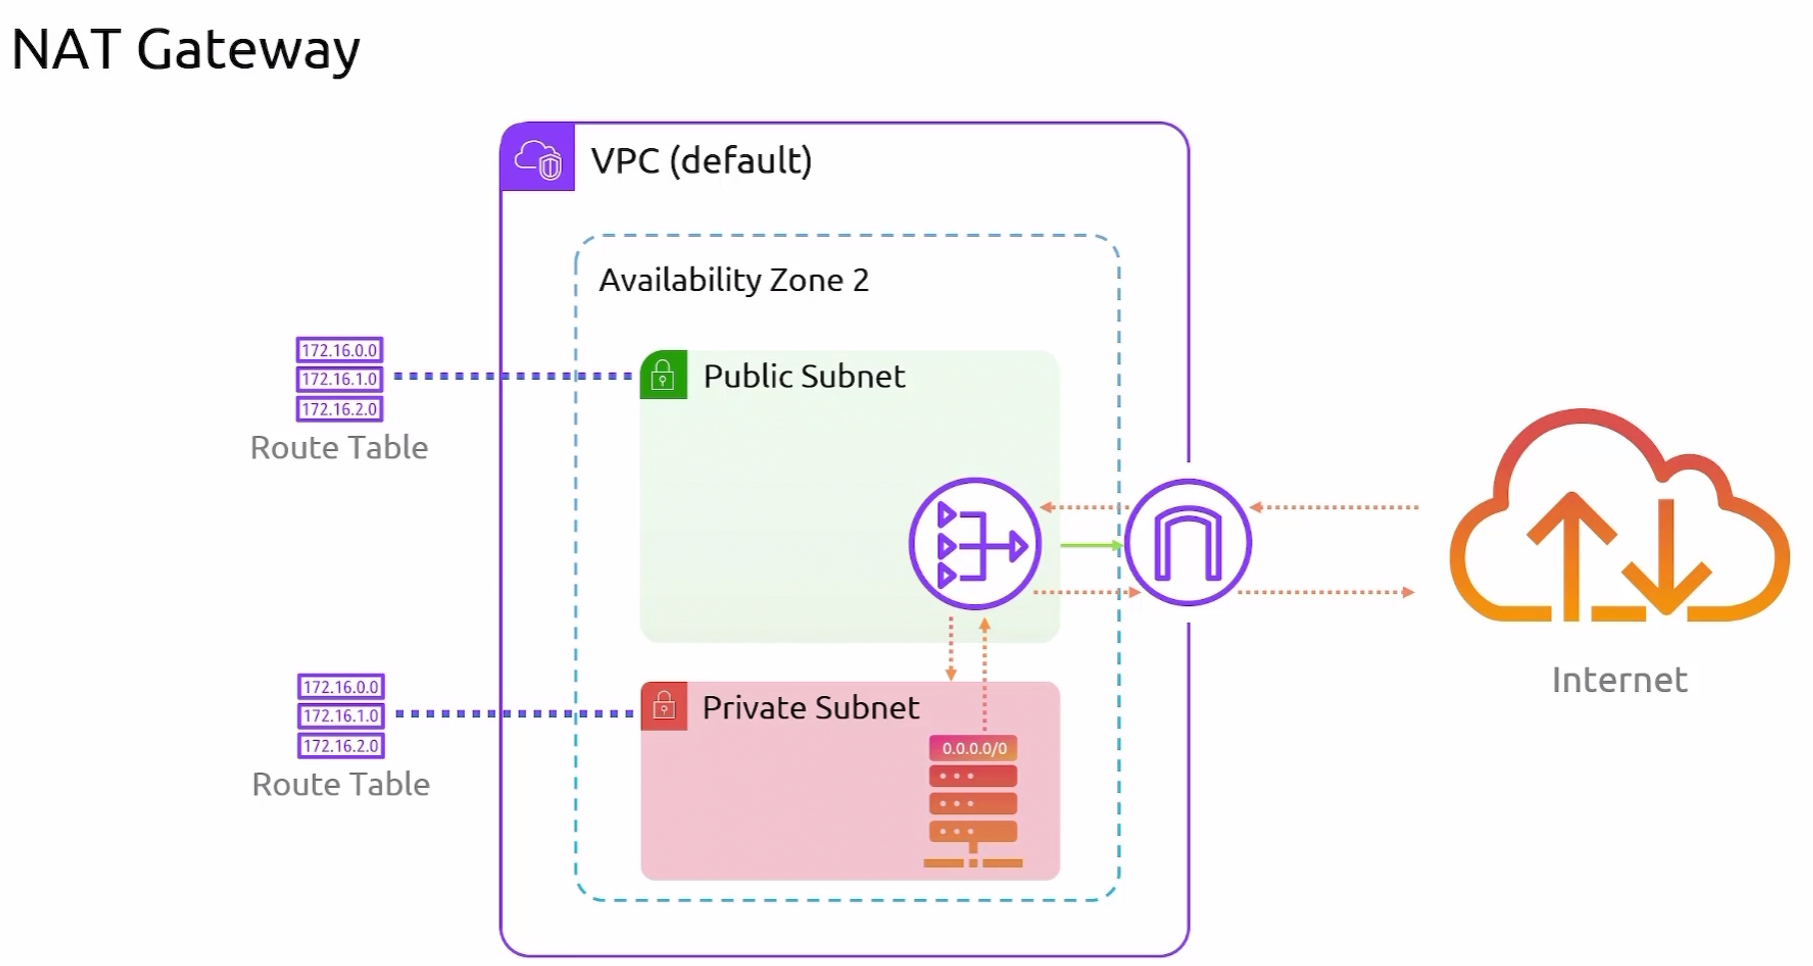 NAT Gateway
VPC (default)
Availability Zone 2
172.16.0.0
172.16.1.0
172.16.2.0
Route Table
Public Subnet
Internet
172.16.0.0
172.16.1.0
172.16.2.0
Route Table
Private Subnet
0.0.0.0/0